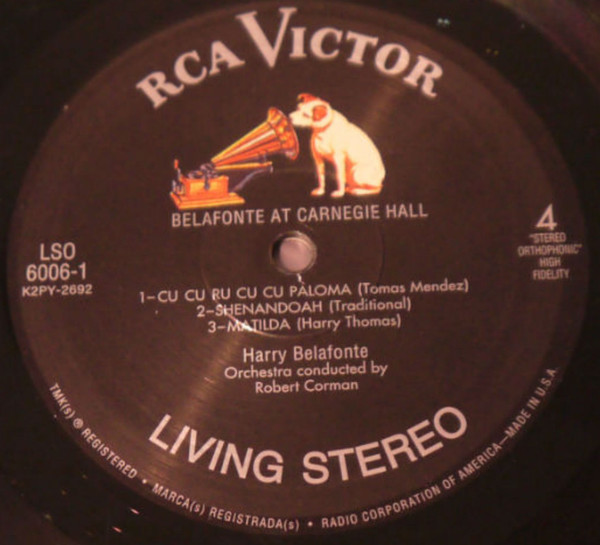 RCA VICTOR
BELAFONTE AT CARNEGIE HALL
LSO
6006-1
K2PY-2692
4
"STEREO
ORTHOPHONIC"
HIGH
FIDELITY
1-CU CU RU CU CU PALOMA (Tomas Mendez)
2-SHENANDOAH (Traditional)
3-MATILDA (Harry Thomas)
Harry Belafonte
Orchestra conducted by
Robert Corman
LIVING STEREO
TMK(s) ® REGISTERED • MARCA(s) REGISTRADA(s) • RADIO CORPORATION OF AMERICA—MADE IN U.S.A.